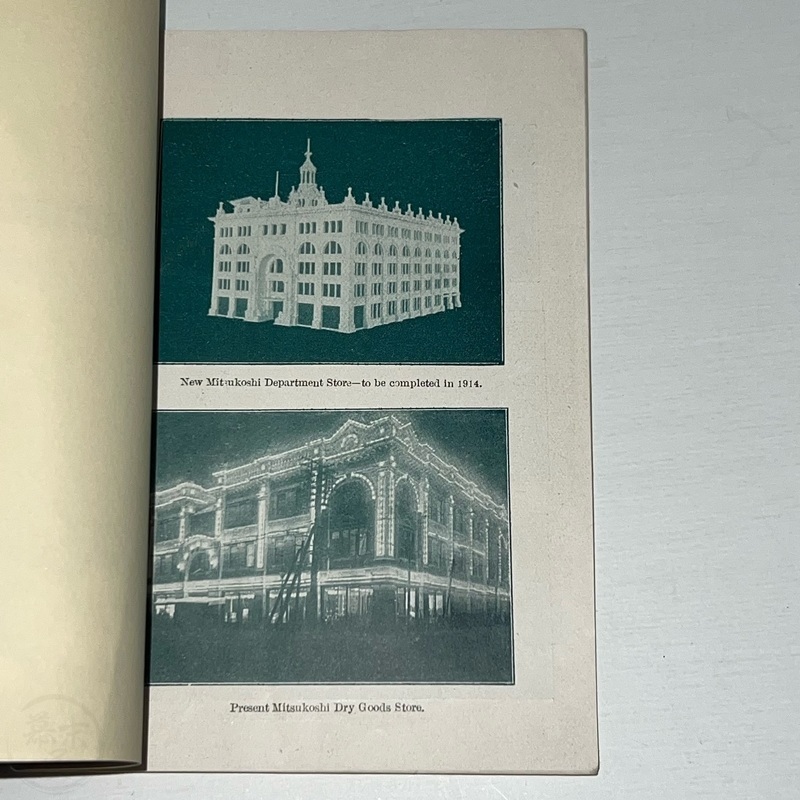 New Mitsukoshi Department Store—to be completed in 1914.
Present Mitsukoshi Dry Goods Store.